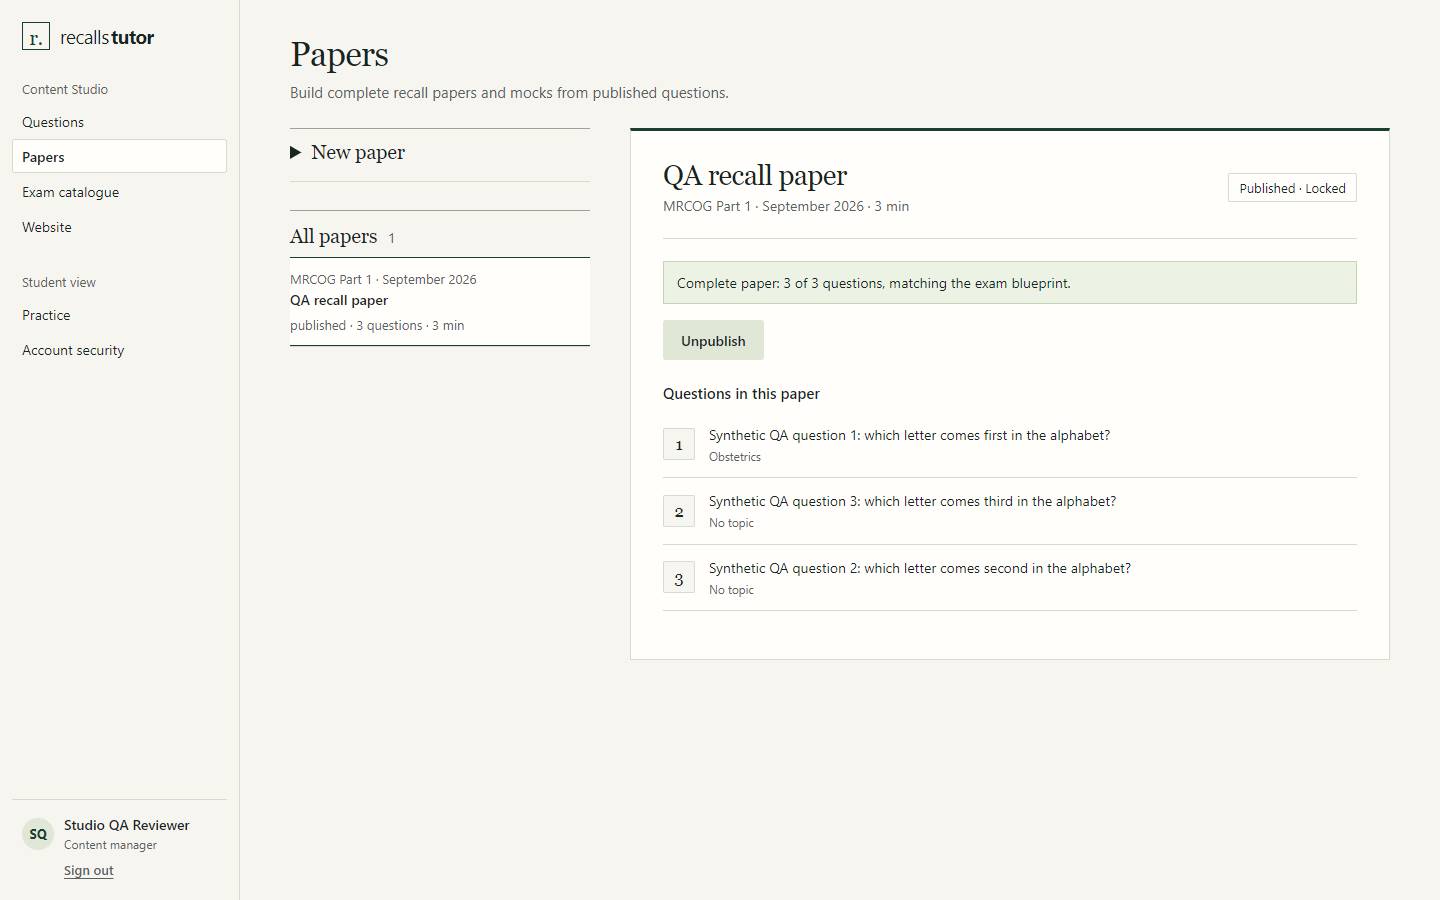 r. recallstutor
Content Studio
Questions
Papers
Exam catalogue
Website
Student view
Practice
Account security
SQ
Studio QA Reviewer
Content manager
Sign out
Papers
Build complete recall papers and mocks from published questions.
New paper
All papers 1
MRCOG Part 1 · September 2026
QA recall paper
published · 3 questions · 3 min
QA recall paper
MRCOG Part 1 · September 2026 · 3 min
Published · Locked
Complete paper: 3 of 3 questions, matching the exam blueprint.
Unpublish
Questions in this paper
1 Synthetic QA question 1: which letter comes first in the alphabet?
Obstetrics
2 Synthetic QA question 3: which letter comes third in the alphabet?
No topic
3 Synthetic QA question 2: which letter comes second in the alphabet?
No topic